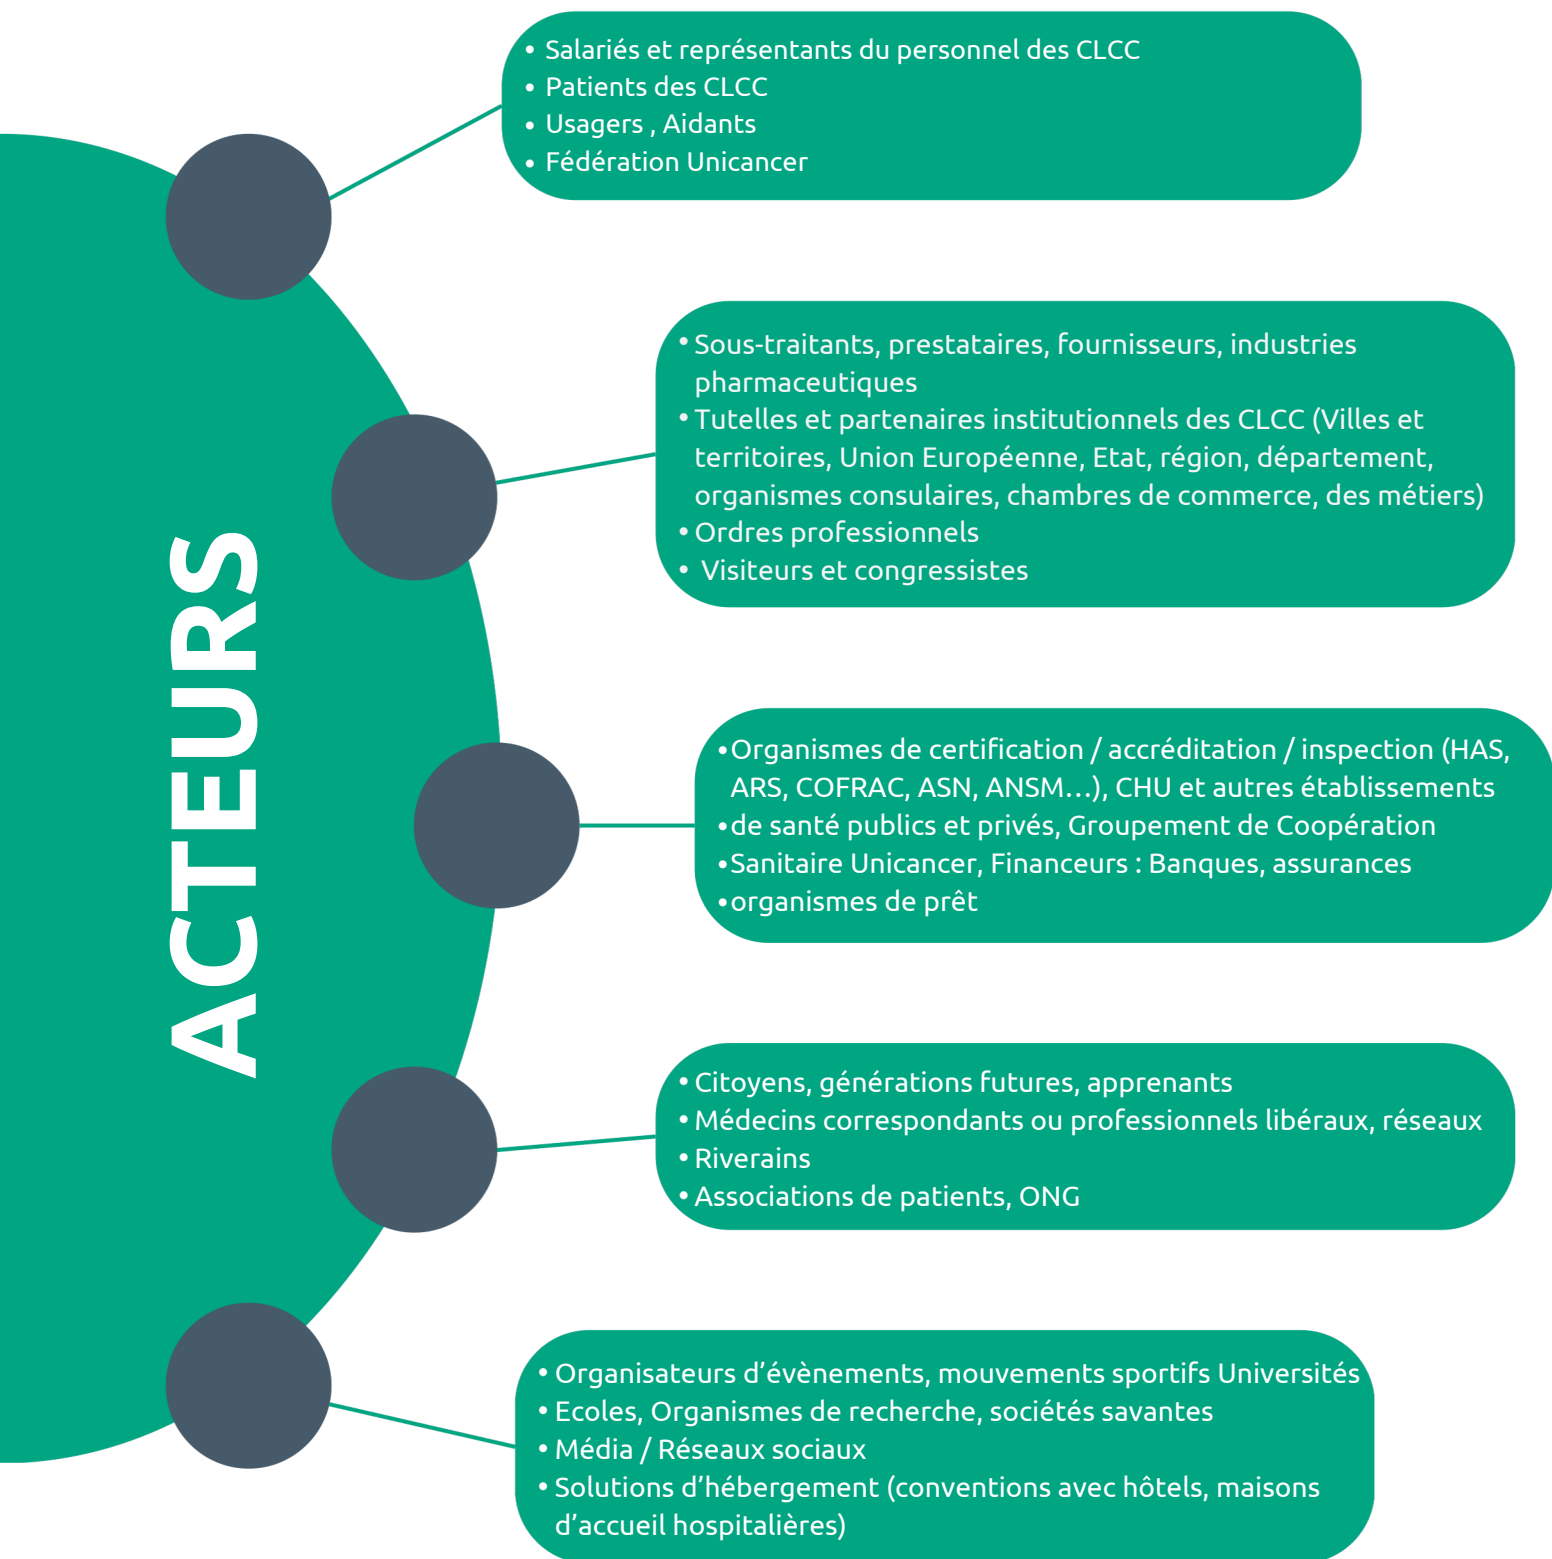 ACTEURS
• Salariés et représentants du personnel des CLCC
• Patients des CLCC
• Usagers , Aidants
• Fédération Unicancer
• Sous-traitants, prestataires, fournisseurs, industries
pharmaceutiques
• Tutelles et partenaires institutionnels des CLCC (Villes et
territoires, Union Européenne, Etat, région, département,
organismes consulaires, chambres de commerce, des métiers)
• Ordres professionnels
• Visiteurs et congressistes
• Organismes de certification / accréditation / inspection (HAS,
ARS, COFRAC, ASN, ANSM…), CHU et autres établissements
• de santé publics et privés, Groupement de Coopération
• Sanitaire Unicancer, Financeurs : Banques, assurances
• organismes de prêt
• Citoyens, générations futures, apprenants
• Médecins correspondants ou professionnels libéraux, réseaux
• Riverains
• Associations de patients, ONG
• Organisateurs d’évènements, mouvements sportifs Universités
• Ecoles, Organismes de recherche, sociétés savantes
• Média / Réseaux sociaux
• Solutions d’hébergement (conventions avec hôtels, maisons
d’accueil hospitalières)